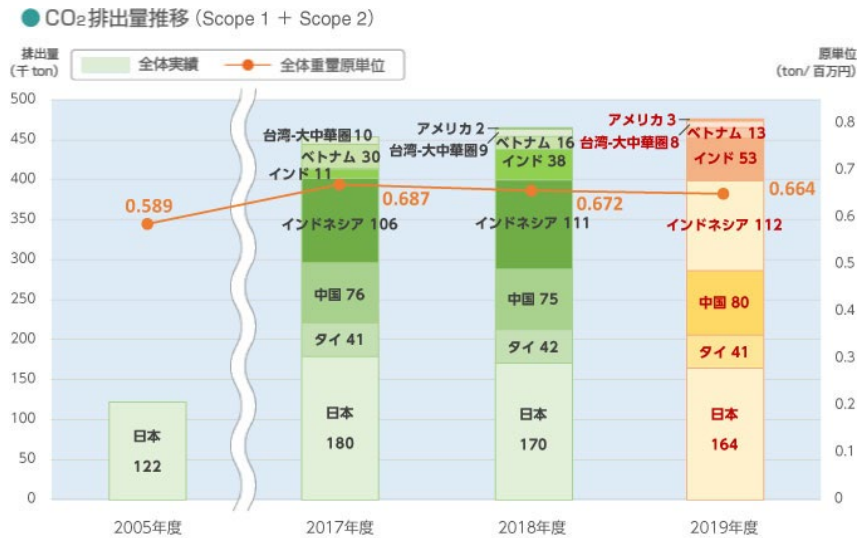 ● CO₂排出量推移 (Scope 1 + Scope 2)
排出量
(千ton)
全体実績
全体重量原単位
原単位
(ton/百万円)
500
450
400
350
300
250
200
150
100
50
0
0.8
0.7
0.6
0.5
0.4
0.3
0.2
0.1
0
0.589
日本
122
台湾-大中華圏10
ベトナム 30
インド 11
0.687
インドネシア 106
中国 76
タイ 41
日本
180
アメリカ 2
台湾-大中華圏9
ベトナム 16
インド 38
0.672
インドネシア 111
中国 75
タイ 42
日本
170
アメリカ 3
台湾-大中華圏8
ベトナム 13
インド 53
0.664
インドネシア 112
中国 80
タイ 41
日本
164
2005年度
2017年度
2018年度
2019年度